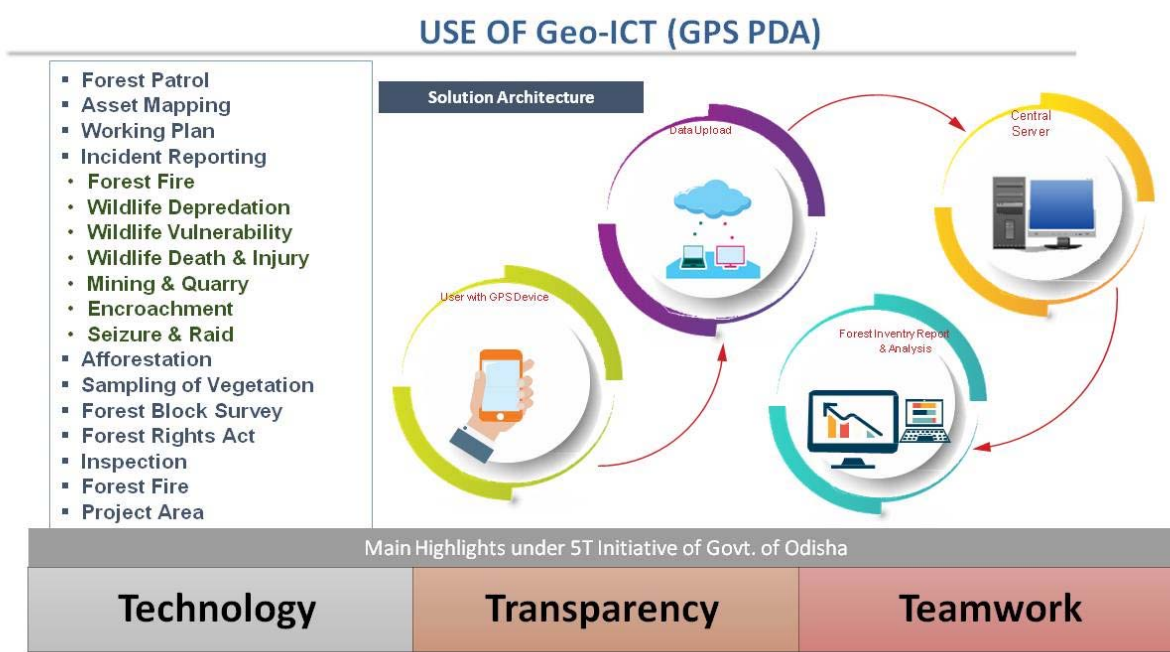 USE OF Geo-ICT (GPS PDA)
▪ Forest Patrol
▪ Asset Mapping
▪ Working Plan
▪ Incident Reporting
• Forest Fire
• Wildlife Depredation
• Wildlife Vulnerability
• Wildlife Death & Injury
• Mining & Quarry
• Encroachment
• Seizure & Raid
▪ Afforestation
▪ Sampling of Vegetation
▪ Forest Block Survey
▪ Forest Rights Act
▪ Inspection
▪ Forest Fire
▪ Project Area
Solution Architecture
User with GPS Device
Data Upload
Central
Server
Forest Inventry Report
& Analysis
Main Highlights under 5T Initiative of Govt. of Odisha
Technology
Transparency
Teamwork